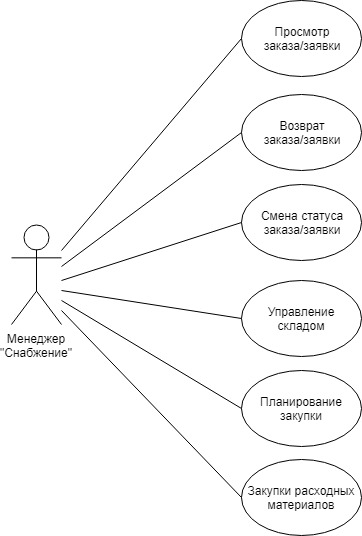 Просмотр
заказа/заявки
Возврат
заказа/заявки
Смена статуса
заказа/заявки
Управление
складом
Менеджер
"Снабжение"
Планирование
закупки
Закупки расходных
материалов